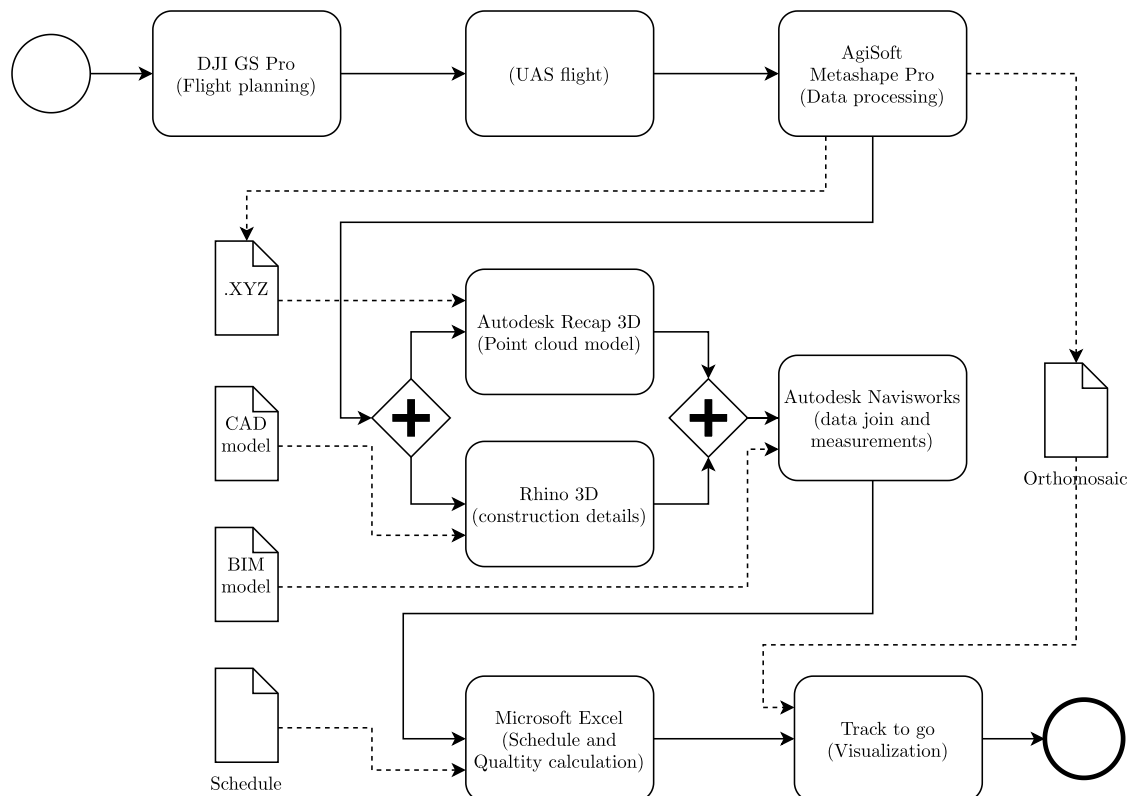 DJI GS Pro
(Flight planning)
(UAS flight)
AgiSoft
Metashape Pro
(Data processing)
.XYZ
Autodesk Recap 3D
(Point cloud model)
CAD
model
Autodesk Navisworks
(data join and
measurements)
Orthomosaic
Rhino 3D
(construction details)
BIM
model
Schedule
Microsoft Excel
(Schedule and
Qualtity calculation)
Track to go
(Visualization)